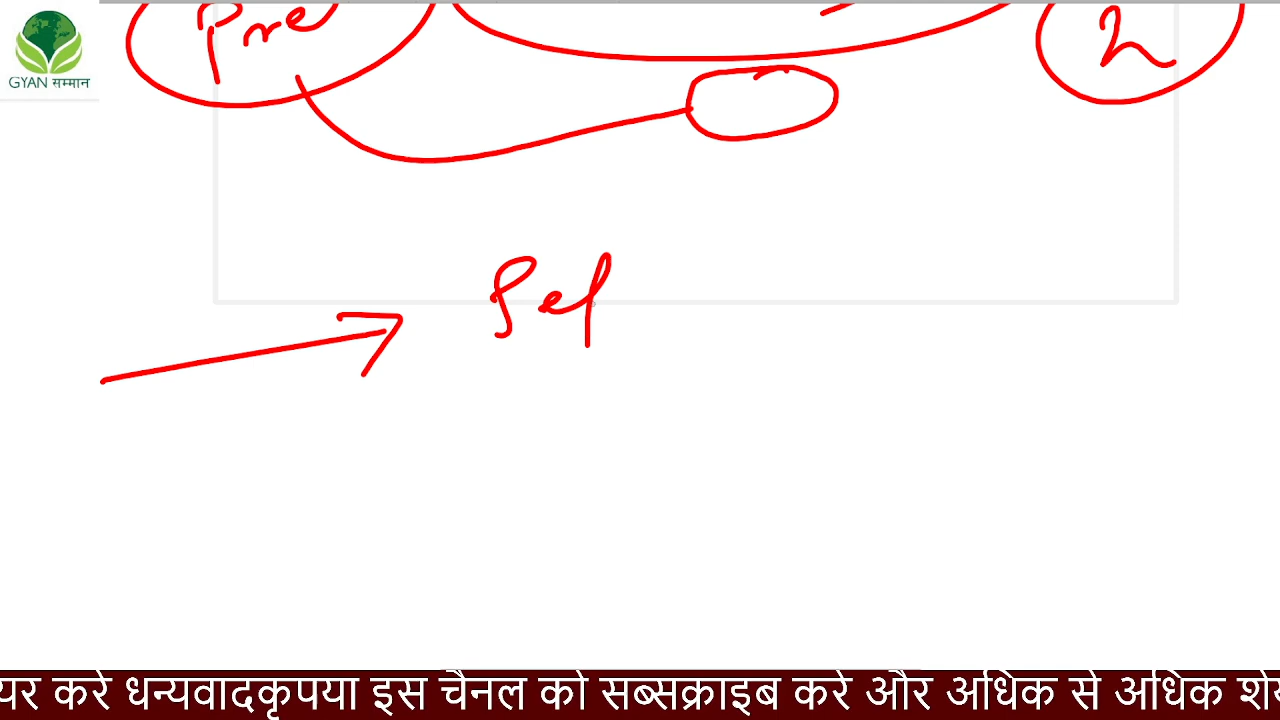 Pre
2
GYAN सम्मान
Sel
यर करे धन्यवादकृपया इस चैनल को सब्सक्राइब करे और अधिक से अधिक शेय